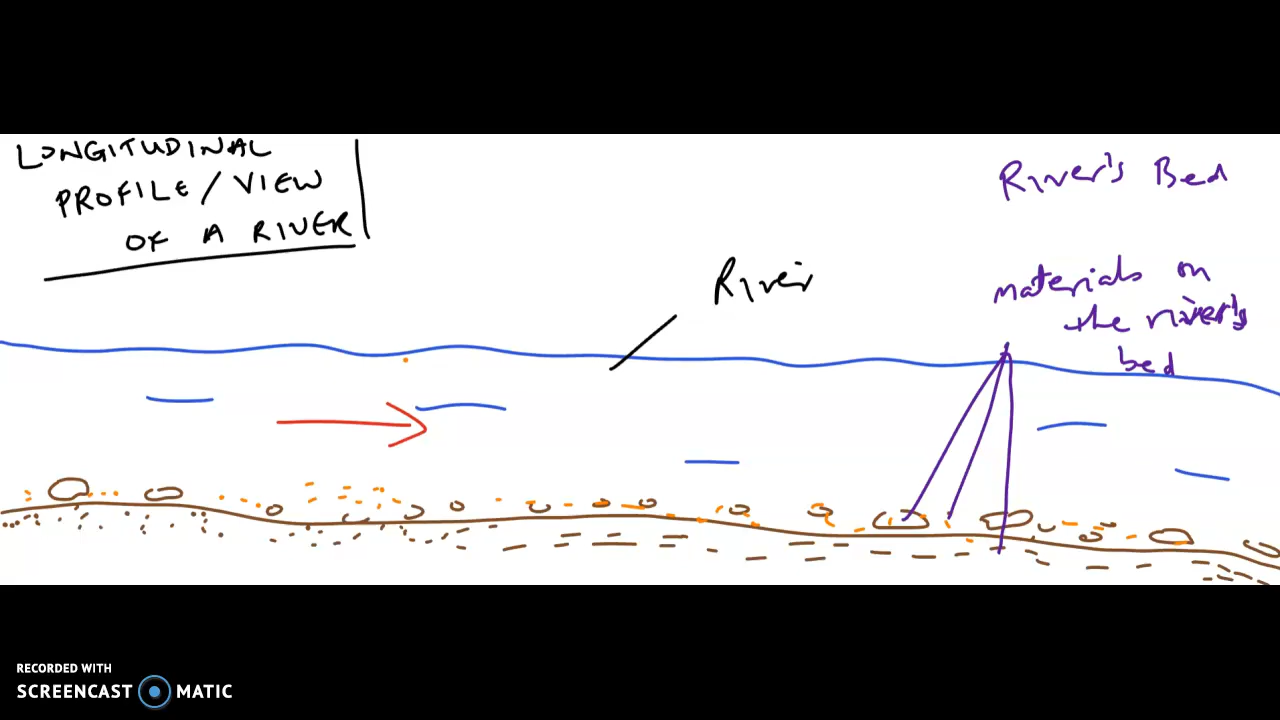 LONGITUDINAL
PROFILE/VIEW
OF A RIVER
River's Bed
River
materials on
the river's
bed
RECORDED WITH
SCREENCAST MATIC